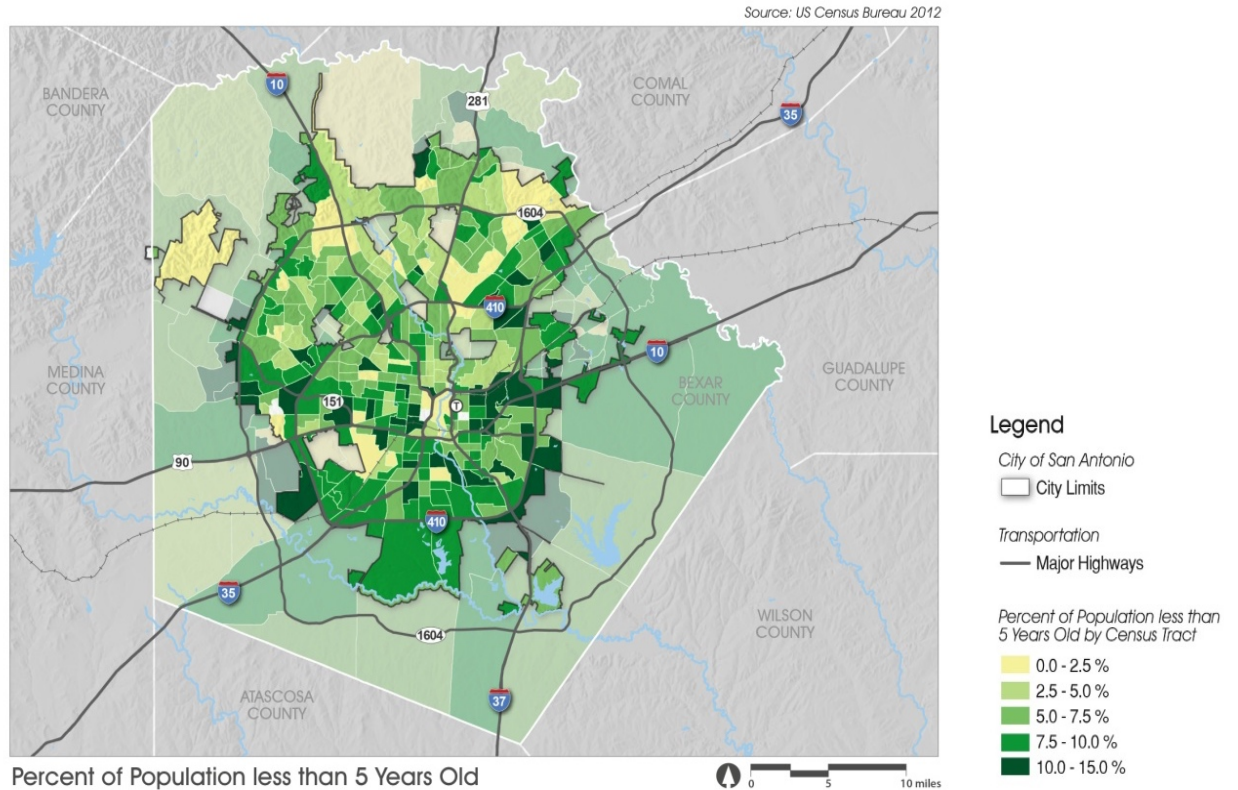 Source: US Census Bureau 2012
BANDERA
COUNTY
10
281
COMAL
COUNTY
35
1604
410
MEDINA
COUNTY
10
BEXAR
COUNTY
GUADALUPE
COUNTY
151
T
90
410
35
1604
WILSON
COUNTY
ATASCOSA
COUNTY
37
Legend
City of San Antonio
City Limits
Transportation
Major Highways
Percent of Population less than
5 Years Old by Census Tract
0.0 - 2.5 %
2.5 - 5.0 %
5.0 - 7.5 %
7.5 - 10.0 %
10.0 - 15.0 %
Percent of Population less than 5 Years Old
0 5 10 miles